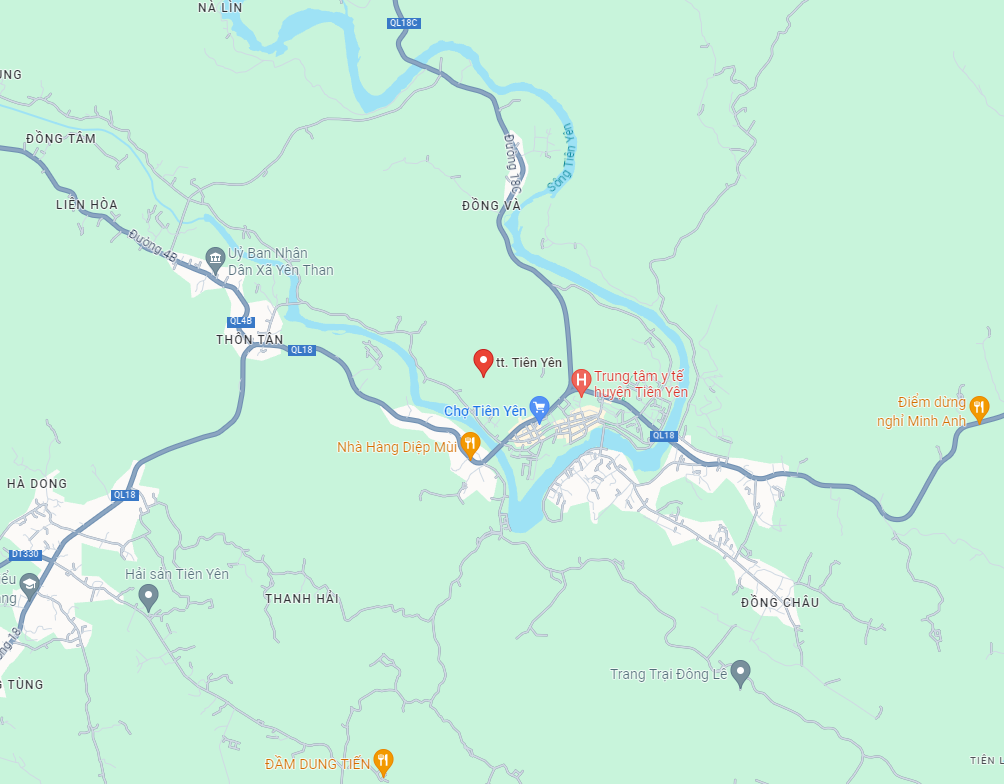 NÀ LÌN
QL18C
ĐỒNG TÂM
LIÊN HÒA
Đường 4B
Uỷ Ban Nhân
Dân Xã Yên Than
Đường T8G
Sông Tiên Yên
ĐỒNG VÀ
QL4B
THÔN TÂN
QL18
tt. Tiên Yên
Trung tâm y tế
huyện Tiên Yên
Chợ Tiên Yên
Điểm dừng
nghỉ Minh Anh
Nhà Hàng Diệp Mùi
QL18
HÀ DONG
QL18
DT330
Hải sản Tiên Yên
THANH HẢI
ĐỒNG CHÂU
Trang Trại Đông Lê
TÙNG
ĐẦM DUNG TIẾN
TIÊN L